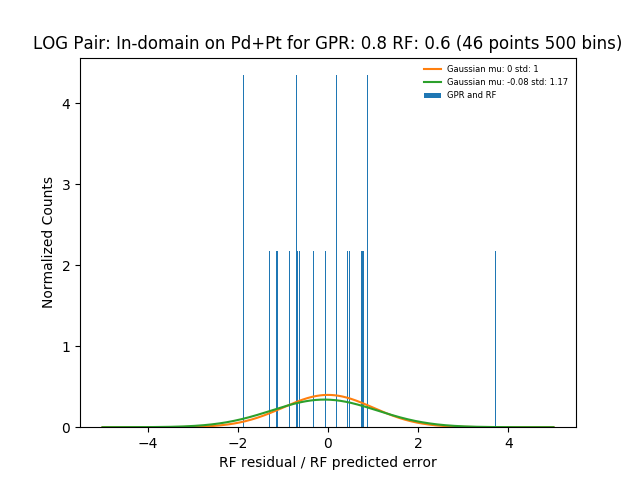 LOG Pair: In-domain on Pd+Pt for GPR: 0.8 RF: 0.6 (46 points 500 bins)
Gaussian mu: 0 std: 1
Gaussian mu: -0.08 std: 1.17
GPR and RF
Normalized Counts
4
3
2
1
0
−4 −2 0 2 4
RF residual / RF predicted error